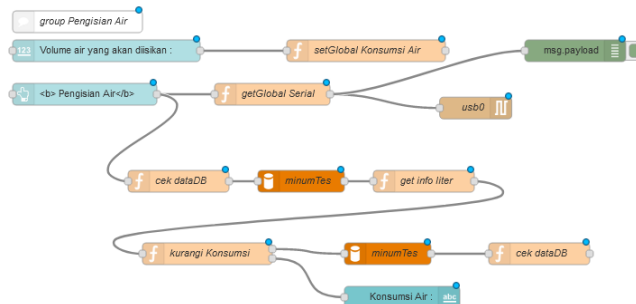 group Pengisian Air
123 Volume air yang akan diisikan :
f setGlobal Konsumsi Air
msg.payload
<b> Pengisian Air</b>
f getGlobal Serial
usb0
f cek dataDB
minumTes
f get info liter
f kurangi Konsumsi
minumTes
f cek dataDB
Konsumsi Air : abc